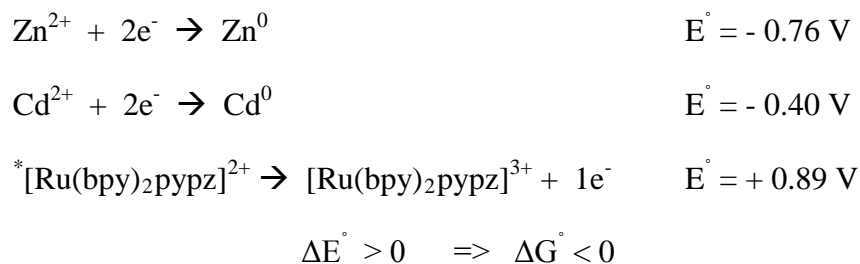 Zn²⁺ + 2e⁻ → Zn⁰ E° = - 0.76 V
Cd²⁺ + 2e⁻ → Cd⁰ E° = - 0.40 V
*[Ru(bpy)₂pypz]²⁺ → [Ru(bpy)₂pypz]³⁺ + 1e⁻ E° = + 0.89 V
ΔE° > 0 => ΔG° < 0